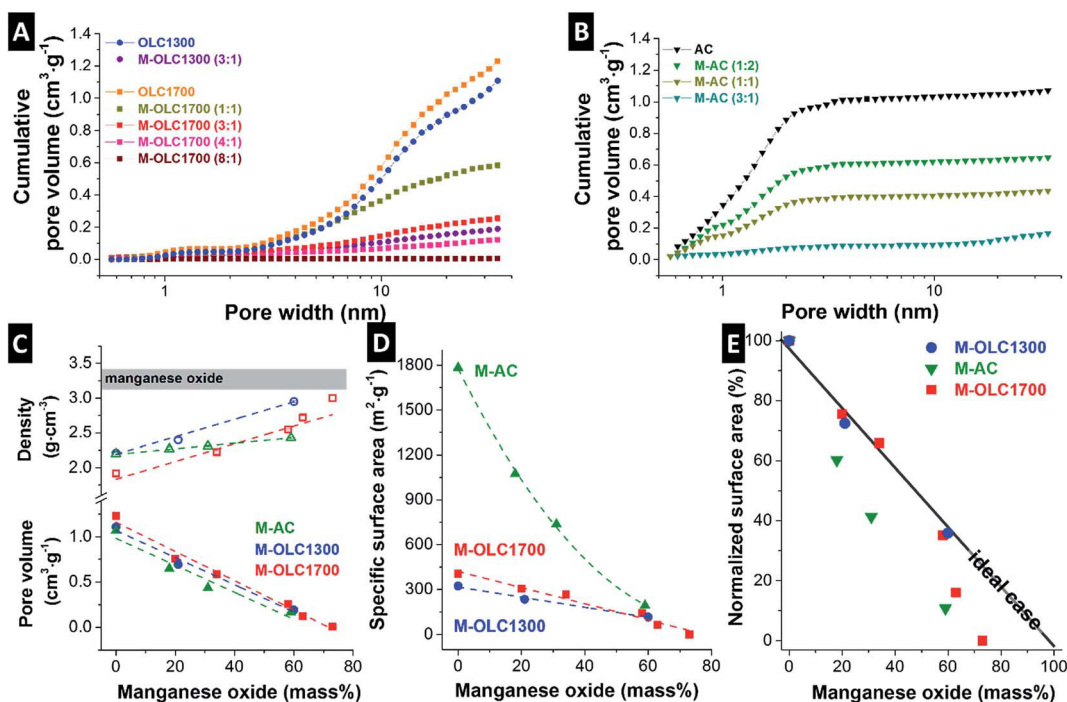 A
1.4
1.2
1.0
0.8
0.6
0.4
0.2
0.0
Cumulative
pore volume (cm³·g⁻¹)
OLC1300
M-OLC1300 (3:1)
OLC1700
M-OLC1700 (1:1)
M-OLC1700 (3:1)
M-OLC1700 (4:1)
M-OLC1700 (8:1)
1 10
Pore width (nm)
B
1.4
1.2
1.0
0.8
0.6
0.4
0.2
0.0
Cumulative
pore volume (cm³·g⁻¹)
AC
M-AC (1:2)
M-AC (1:1)
M-AC (3:1)
1 10
Pore width (nm)
C
3.5
3.0
2.5
2.0
1.0
0.5
0.0
Density
(g·cm⁻³)
Pore volume
(cm³·g⁻¹)
manganese oxide
M-AC
M-OLC1300
M-OLC1700
0 20 40 60 80
Manganese oxide (mass%)
D
1800
1500
1200
900
600
300
0
Specific surface area (m²·g⁻¹)
M-AC
M-OLC1700
M-OLC1300
0 20 40 60 80
Manganese oxide (mass%)
E
100
80
60
40
20
0
Normalized surface area (%)
M-OLC1300
M-AC
M-OLC1700
ideal case
0 20 40 60 80 100
Manganese oxide (mass%)